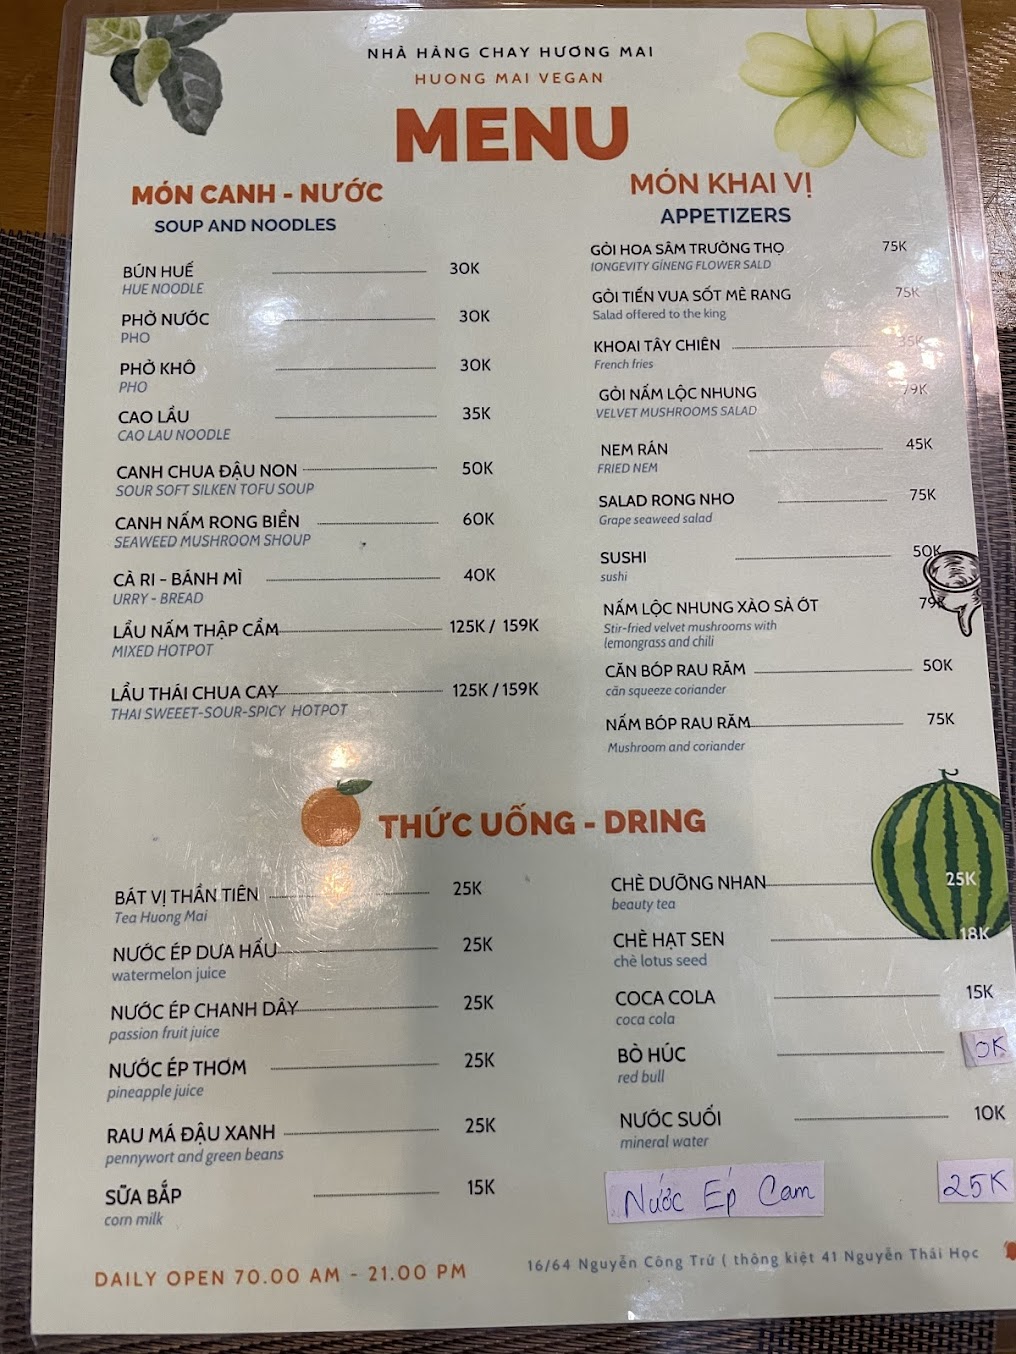 NHÀ HÀNG CHAY HƯƠNG MAI
HUONG MAI VEGAN
MENU
MÓN CANH - NƯỚC
SOUP AND NOODLES
BÚN HUẾ 30K
HUE NOODLE
PHỞ NƯỚC 30K
PHO
PHỞ KHÔ 30K
PHO
CAO LẦU 35K
CAO LAU NOODLE
CANH CHUA ĐẬU NON 50K
SOUR SOFT SILKEN TOFU SOUP
CANH NẤM RONG BIỂN 60K
SEAWEED MUSHROOM SHOUP
CÀ RI - BÁNH MÌ 40K
URRY - BREAD
LẨU NẤM THẬP CẨM 125K / 159K
MIXED HOTPOT
LẨU THÁI CHUA CAY 125K / 159K
THAI SWEEET-SOUR-SPICY HOTPOT
MÓN KHAI VỊ
APPETIZERS
GỎI HOA SÂM TRƯỜNG THỌ 75K
lONGEVITY GÍNENG FLOWER SALD
GỎI TIẾN VUA SỐT MÈ RANG 75K
Salad offered to the king
KHOAI TÂY CHIÊN 35K
French fries
GỎI NẤM LỘC NHUNG 79K
VELVET MUSHROOMS SALAD
NEM RÁN 45K
FRIED NEM
SALAD RONG NHO 75K
Grape seaweed salad
SUSHI 50K
sushi
NẤM LỘC NHUNG XÀO SẢ ỚT 79K
Stir-fried velvet mushrooms with
lemongrass and chili
CĂN BÓP RAU RĂM 50K
căn squeeze coriander
NẤM BÓP RAU RĂM 75K
Mushroom and coriander
THỨC UỐNG - DRING
BÁT VỊ THẦN TIÊN 25K
Tea Huong Mai
NƯỚC ÉP DƯA HẤU 25K
watermelon juice
NƯỚC ÉP CHANH DÂY 25K
passion fruit juice
NƯỚC ÉP THƠM 25K
pineapple juice
RAU MÁ ĐẬU XANH 25K
pennywort and green beans
SỮA BẮP 15K
corn milk
CHÈ DƯỠNG NHAN 25K
beauty tea
CHÈ HẠT SEN 18K
chè lotus seed
COCA COLA 15K
coca cola
BÒ HÚC
red bull
NƯỚC SUỐI 10K
mineral water
Nước Ép Cam 25K
DAILY OPEN 70.00 AM - 21.00 PM
16/64 Nguyễn Công Trứ ( thông kiệt 41 Nguyễn Thái Học